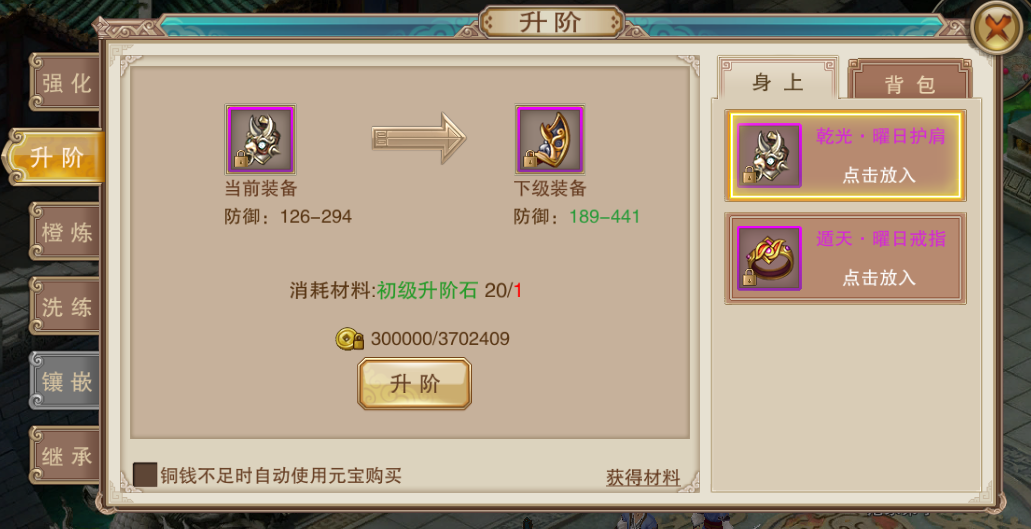 升阶
强化
升阶
橙炼
洗练
镶嵌
继承
当前装备
防御：126-294
下级装备
防御：189-441
消耗材料:初级升阶石 20/1
300000/3702409
升阶
铜钱不足时自动使用元宝购买
获得材料
身上
背包
乾光·曜日护肩
点击放入
遁天·曜日戒指
点击放入